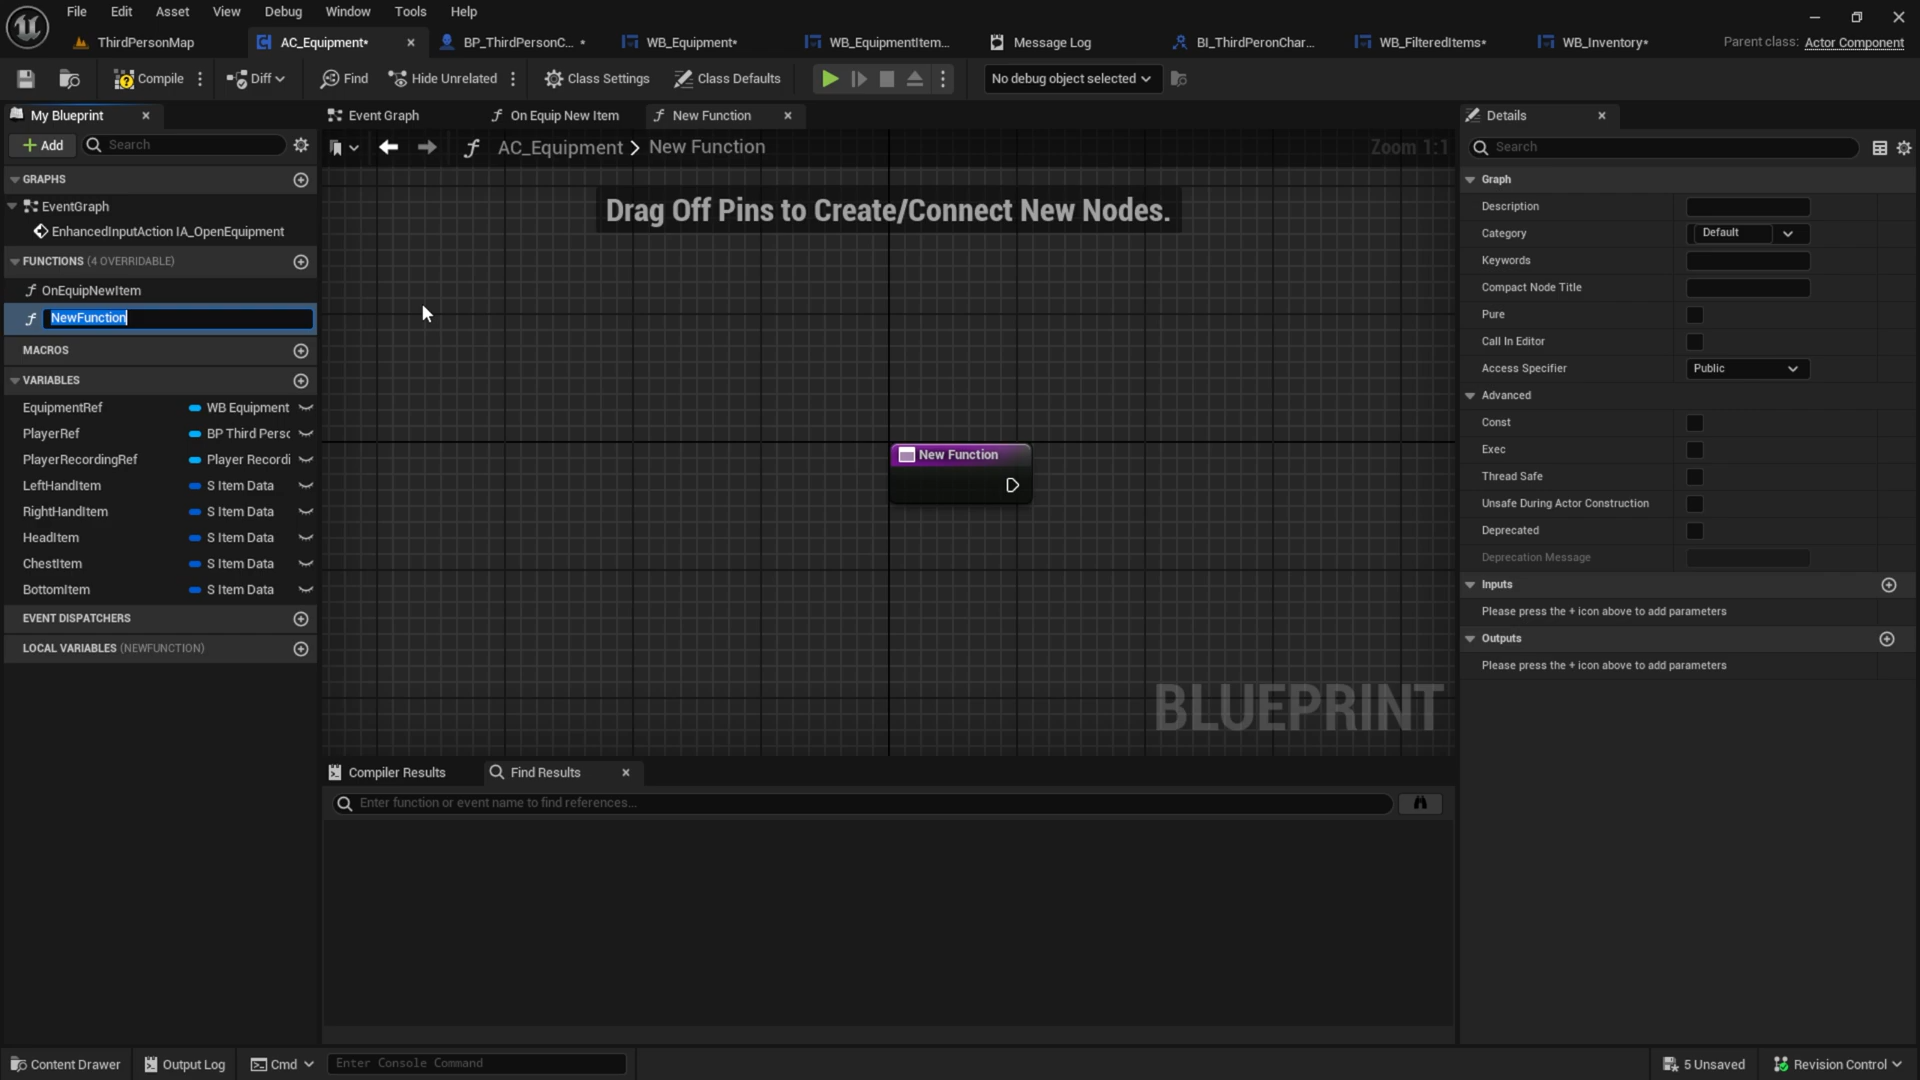 File Edit Asset View Debug Window Tools Help
ThirdPersonMap AC_Equipment* BP_ThirdPersonC... * WB_Equipment* WB_EquipmentItem... Message Log BI_ThirdPeronChar... WB_FilteredItems* WB_Inventory* Parent class: Actor Component
Compile Diff Find Hide Unrelated Class Settings Class Defaults No debug object selected
My Blueprint
Add Search
GRAPHS
EventGraph
EnhancedInputAction IA_OpenEquipment
FUNCTIONS (4 OVERRIDABLE)
OnEquipNewItem
NewFunction
MACROS
VARIABLES
EquipmentRef WB Equipment
PlayerRef BP Third Persc
PlayerRecordingRef Player Recordi
LeftHandItem S Item Data
RightHandItem S Item Data
HeadItem S Item Data
ChestItem S Item Data
BottomItem S Item Data
EVENT DISPATCHERS
LOCAL VARIABLES (NEWFUNCTION)
Event Graph On Equip New Item New Function
AC_Equipment > New Function Zoom 1:1
Drag Off Pins to Create/Connect New Nodes.
New Function
BLUEPRINT
Compiler Results Find Results
Enter function or event name to find references...
Details
Search
Graph
Description
Category Default
Keywords
Compact Node Title
Pure
Call In Editor
Access Specifier Public
Advanced
Const
Exec
Thread Safe
Unsafe During Actor Construction
Deprecated
Deprecation Message
Inputs
Please press the + icon above to add parameters
Outputs
Please press the + icon above to add parameters
Content Drawer Output Log Cmd Enter Console Command 5 Unsaved Revision Control